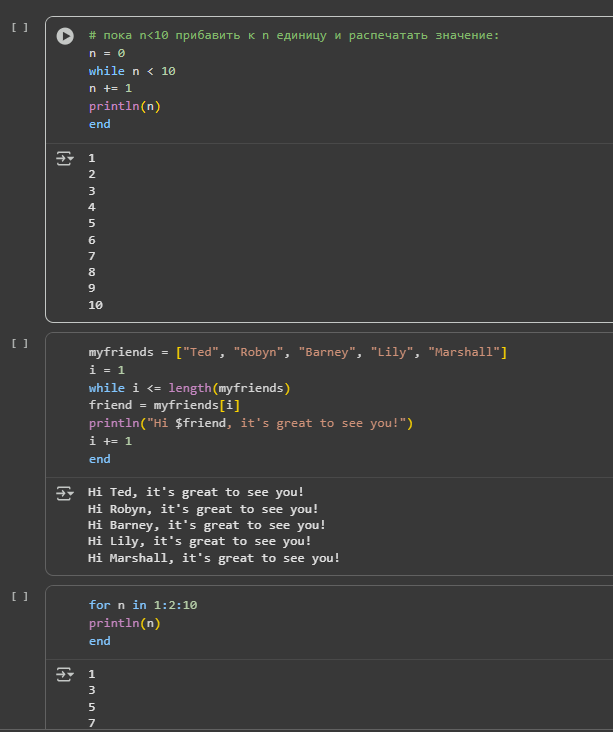 [ ]
# пока n<10 прибавить к n единицу и распечатать значение:
n = 0
while n < 10
n += 1
println(n)
end
1
2
3
4
5
6
7
8
9
10
[ ]
myfriends = ["Ted", "Robyn", "Barney", "Lily", "Marshall"]
i = 1
while i <= length(myfriends)
friend = myfriends[i]
println("Hi $friend, it's great to see you!")
i += 1
end
Hi Ted, it's great to see you!
Hi Robyn, it's great to see you!
Hi Barney, it's great to see you!
Hi Lily, it's great to see you!
Hi Marshall, it's great to see you!
[ ]
for n in 1:2:10
println(n)
end
1
3
5
7